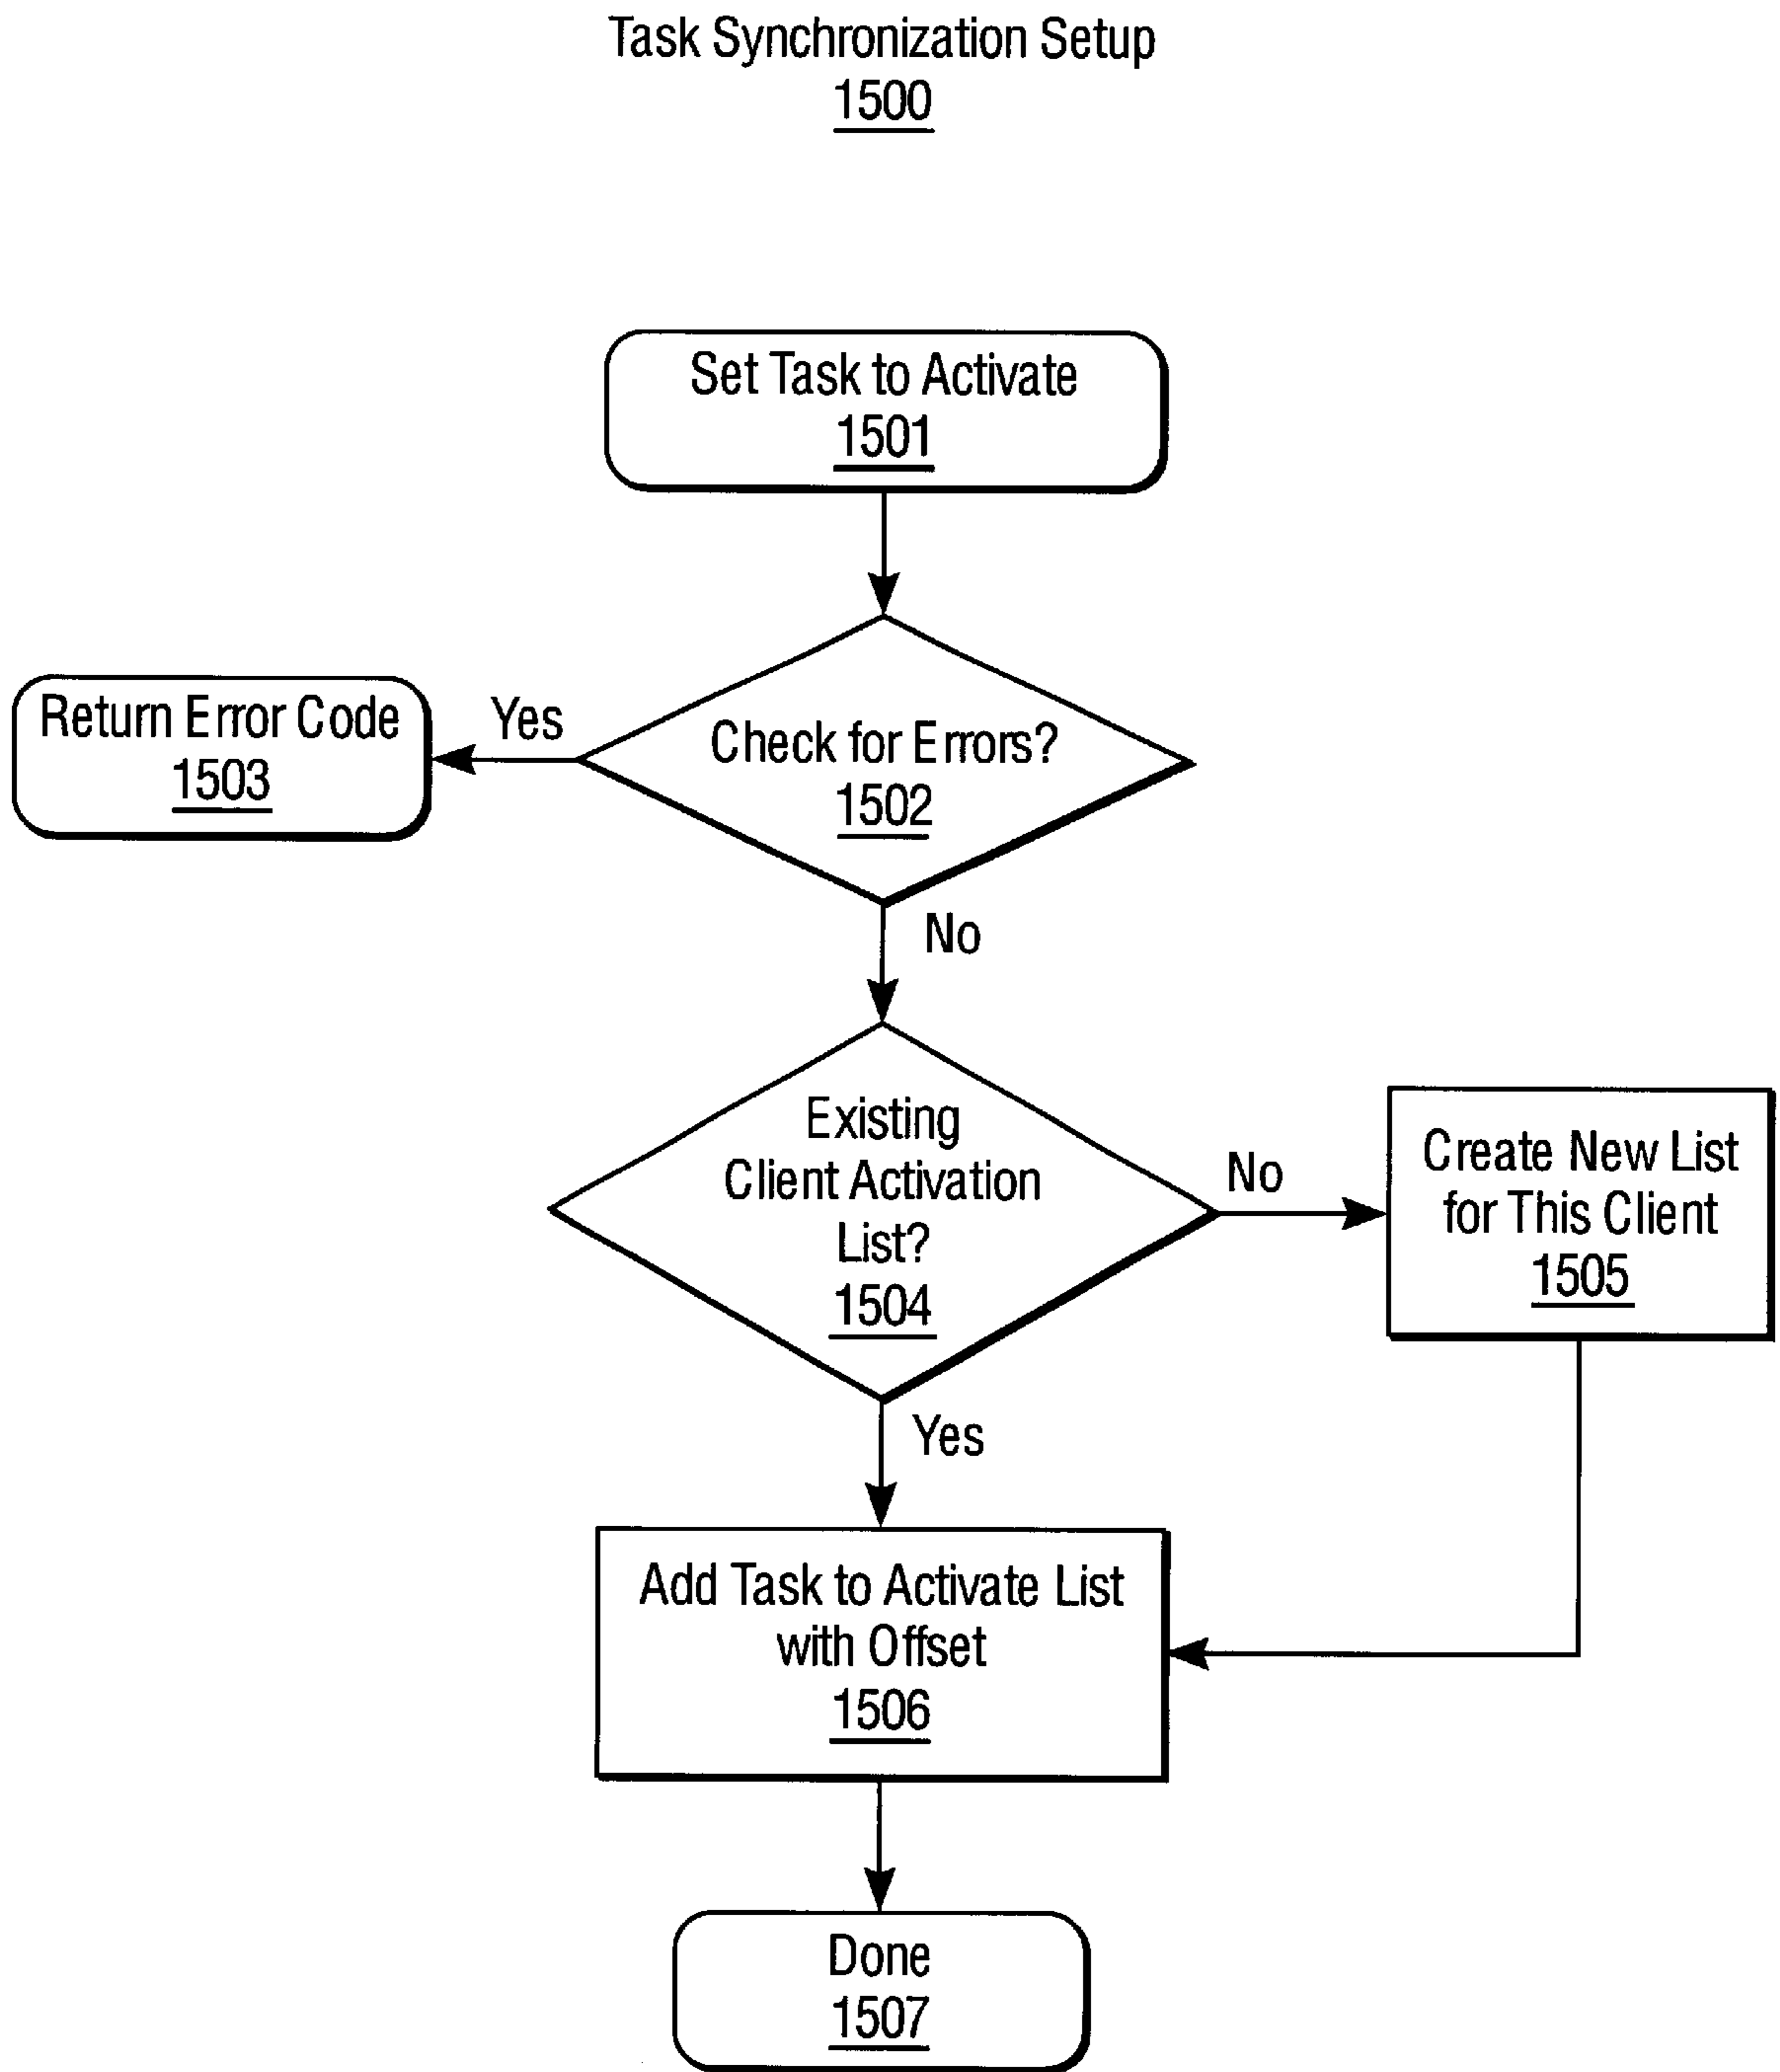 Task Synchronization Setup
1500
Set Task to Activate
1501
Return Error Code
1503
Yes
Check for Errors?
1502
No
Existing
Client Activation
List?
1504
No
Create New List
for This Client
1505
Yes
Add Task to Activate List
with Offset
1506
Done
1507